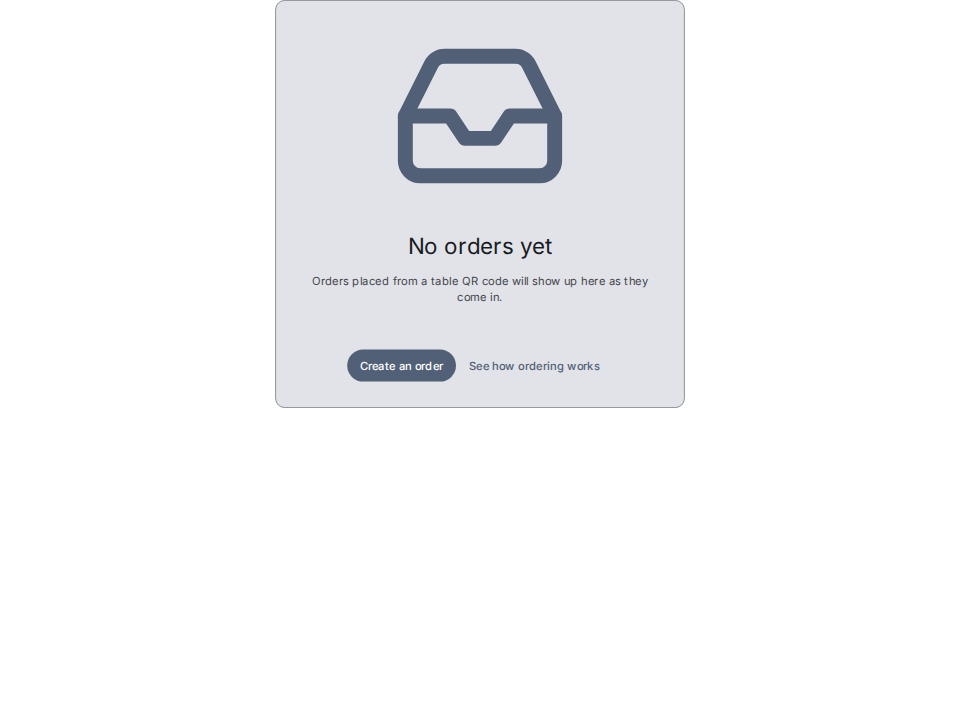 No orders yet
Orders placed from a table QR code will show up here as they
come in.
Create an order
See how ordering works